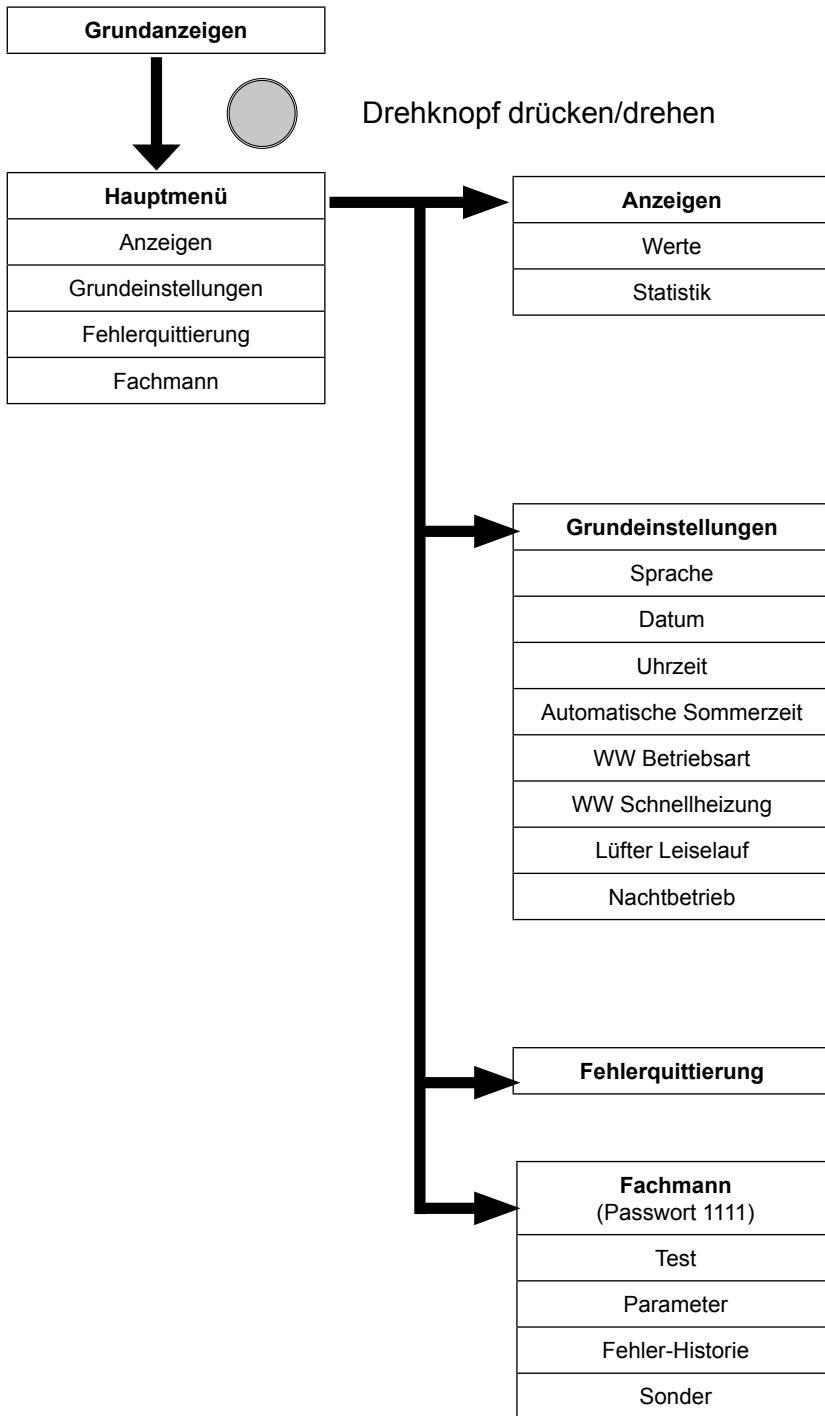 Grundanzeigen
Drehknopf drücken/drehen
Hauptmenü
Anzeigen
Grundeinstellungen
Fehlerquittierung
Fachmann
Anzeigen
Werte
Statistik
Grundeinstellungen
Sprache
Datum
Uhrzeit
Automatische Sommerzeit
WW Betriebsart
WW Schnellheizung
Lüfter Leiselauf
Nachtbetrieb
Fehlerquittierung
Fachmann
(Passwort 1111)
Test
Parameter
Fehler-Historie
Sonder